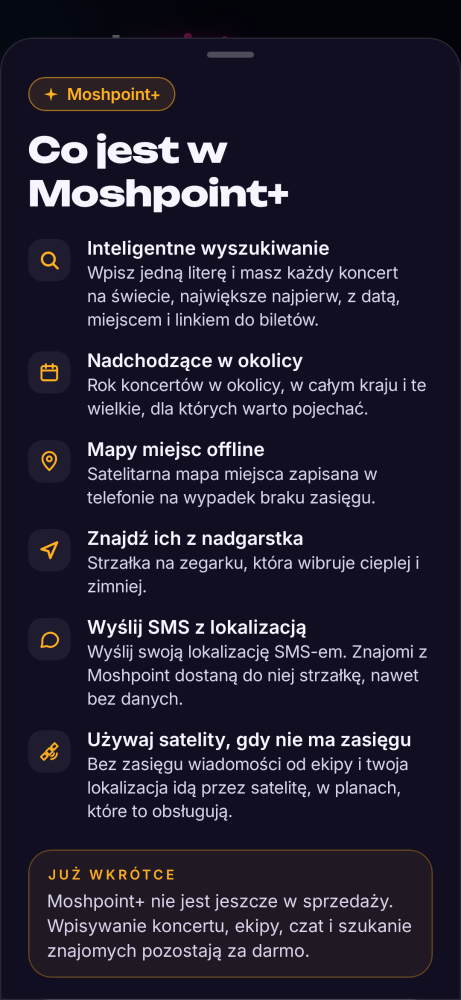 Moshpoint+
Co jest w
Moshpoint+
Inteligentne wyszukiwanie
Wpisz jedną literę i masz każdy koncert
na świecie, największe najpierw, z datą,
miejscem i linkiem do biletów.
Nadchodzące w okolicy
Rok koncertów w okolicy, w całym kraju i te
wielkie, dla których warto pojechać.
Mapy miejsc offline
Satelitarna mapa miejsca zapisana w
telefonie na wypadek braku zasięgu.
Znajdź ich z nadgarstka
Strzałka na zegarku, która wibruje cieplej i
zimniej.
Wyślij SMS z lokalizacją
Wyślij swoją lokalizację SMS-em. Znajomi z
Moshpoint dostaną do niej strzałkę, nawet
bez danych.
Używaj satelity, gdy nie ma zasięgu
Bez zasięgu wiadomości od ekipy i twoja
lokalizacja idą przez satelitę, w planach,
które to obsługują.
JUŻ WKRÓTCE
Moshpoint+ nie jest jeszcze w sprzedaży.
Wpisywanie koncertu, ekipy, czat i szukanie
znajomych pozostają za darmo.